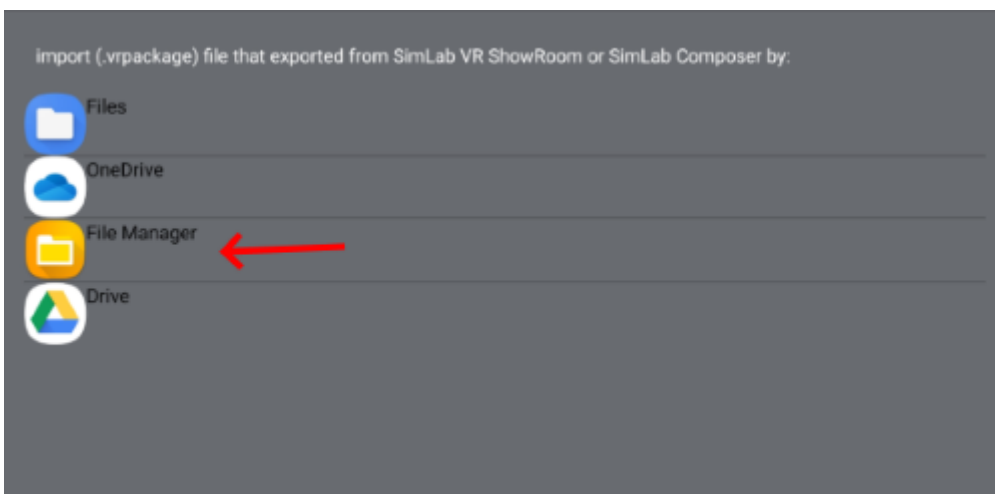 import (.vrpackage) file that exported from SimLab VR ShowRoom or SimLab Composer by:
Files
OneDrive
File Manager
Drive